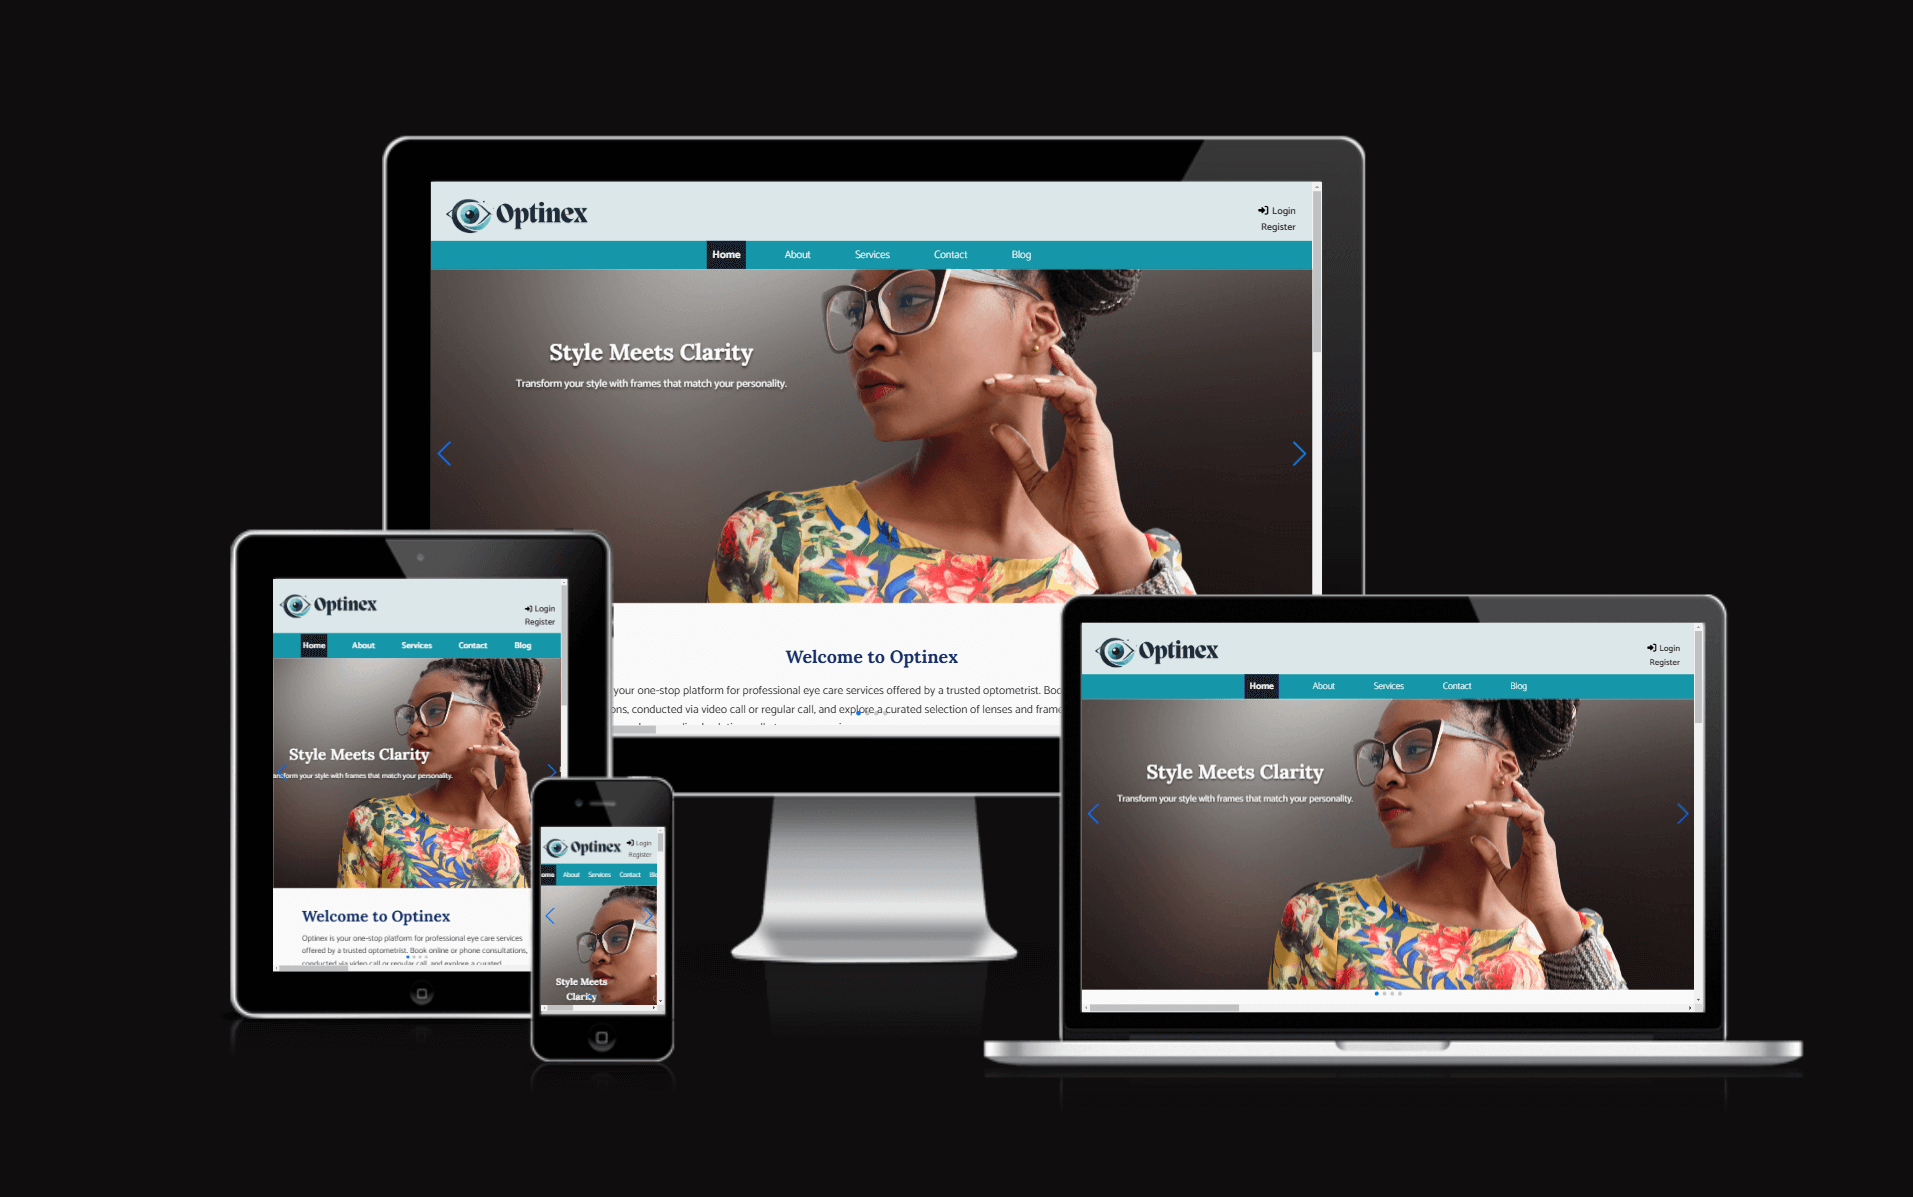 Optinex
Login
Register
Home About Services Contact Blog
Style Meets Clarity
Transform your style with frames that match your personality.
Welcome to Optinex
your one-stop platform for professional eye care services offered by a trusted optometrist.
ons, conducted via video call or regular call, and explore a curated selection of lenses and frame
Optinex
Login
Register
Home About Services Contact Blog
Style Meets Clarity
ansform your style with frames that match your personality.
Welcome to Optinex
Optinex is your one-stop platform for professional eye care services
offered by a trusted optometrist. Book online or phone consultations,
conducted via video call or regular call, and explore a curated
Optinex
Login
Register
ome About Services Contact Blo
Style Meets
Clarity
Optinex
Login
Register
Home About Services Contact Blog
Style Meets Clarity
Transform your style with frames that match your personality.